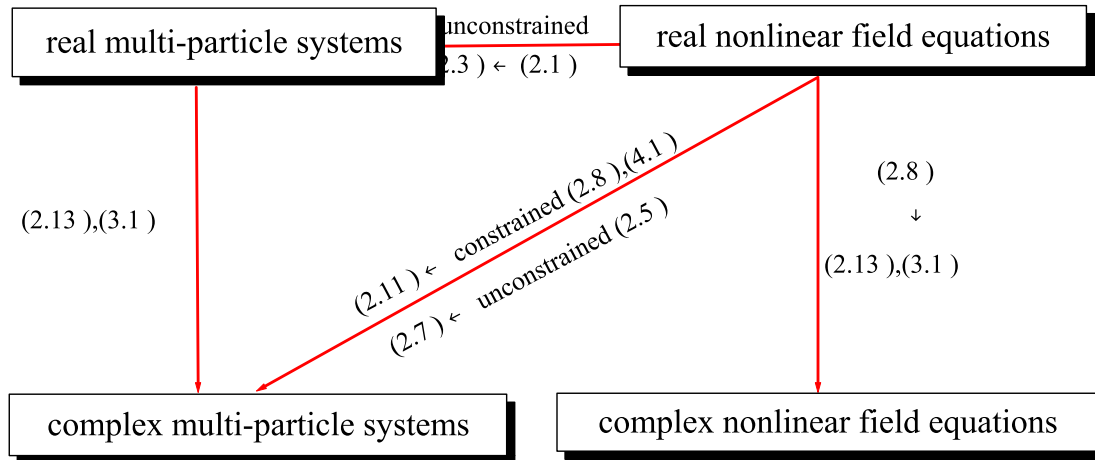 real multi-particle systems
unconstrained
2.3 ) ← (2.1 )
real nonlinear field equations
(2.13 ),(3.1 )
(2.11 ) ← constrained (2.8 ),(4.1 )
(2.7 ) ← unconstrained (2.5 )
(2.8 )
↓
(2.13 ),(3.1 )
complex multi-particle systems
complex nonlinear field equations